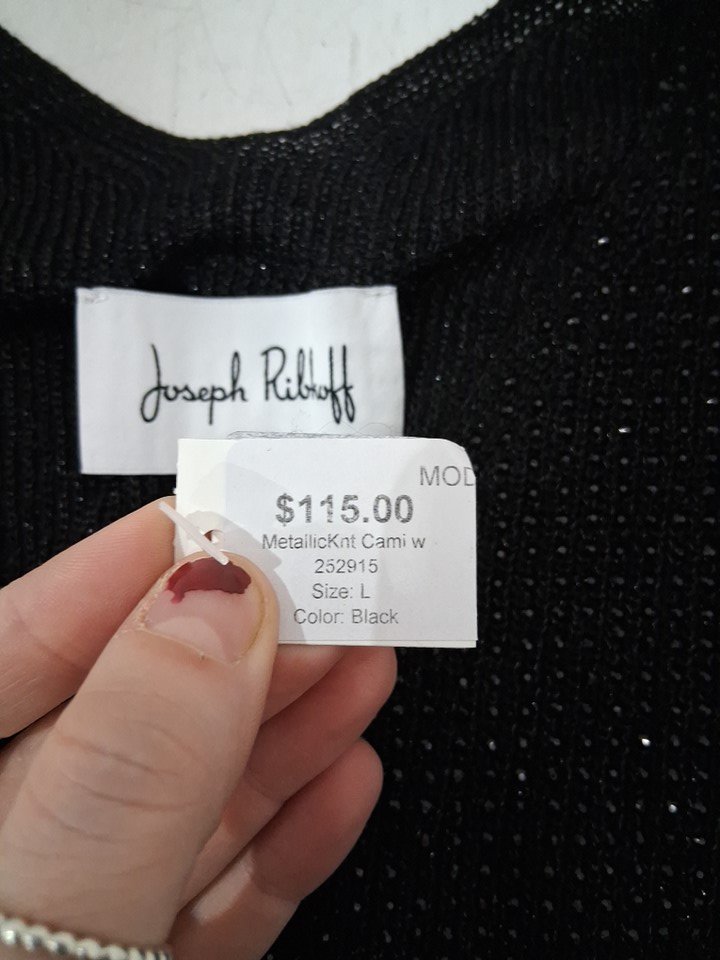 Joseph Ribkoff
MOD
$115.00
MetallicKnt Cami w
252915
Size: L
Color: Black